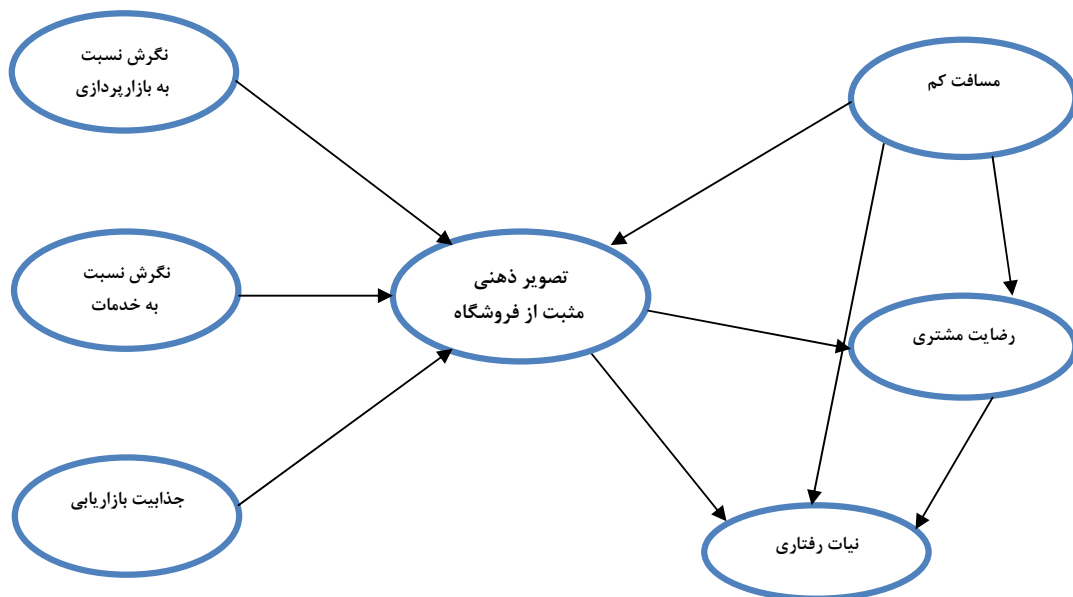 نگرش نسبت
به بازارپردازی
مسافت کم
نگرش نسبت
به خدمات
تصویر ذهنی
مثبت از فروشگاه
رضایت مشتری
جذابیت بازاریابی
نیات رفتاری